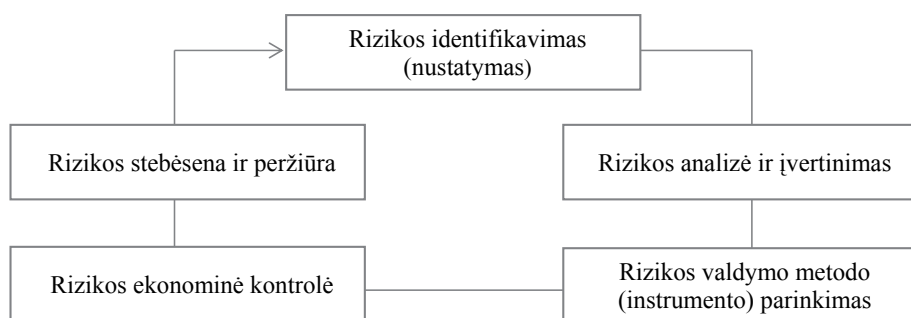 Rizikos identifikavimas
(nustatymas)
Rizikos stebėsena ir peržiūra
Rizikos analizė ir įvertinimas
Rizikos ekonominė kontrolė
Rizikos valdymo metodo
(instrumento) parinkimas